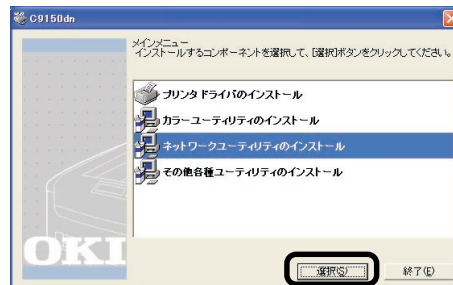 C9150dn
メインメニュー
インストールするコンポーネントを選択して、[選択]ボタンをクリックしてください。
プリンタ ドライバのインストール
カラーユーティリティのインストール
ネットワークユーティリティのインストール
その他各種ユーティリティのインストール
OKI
選択(S)
終了(E)